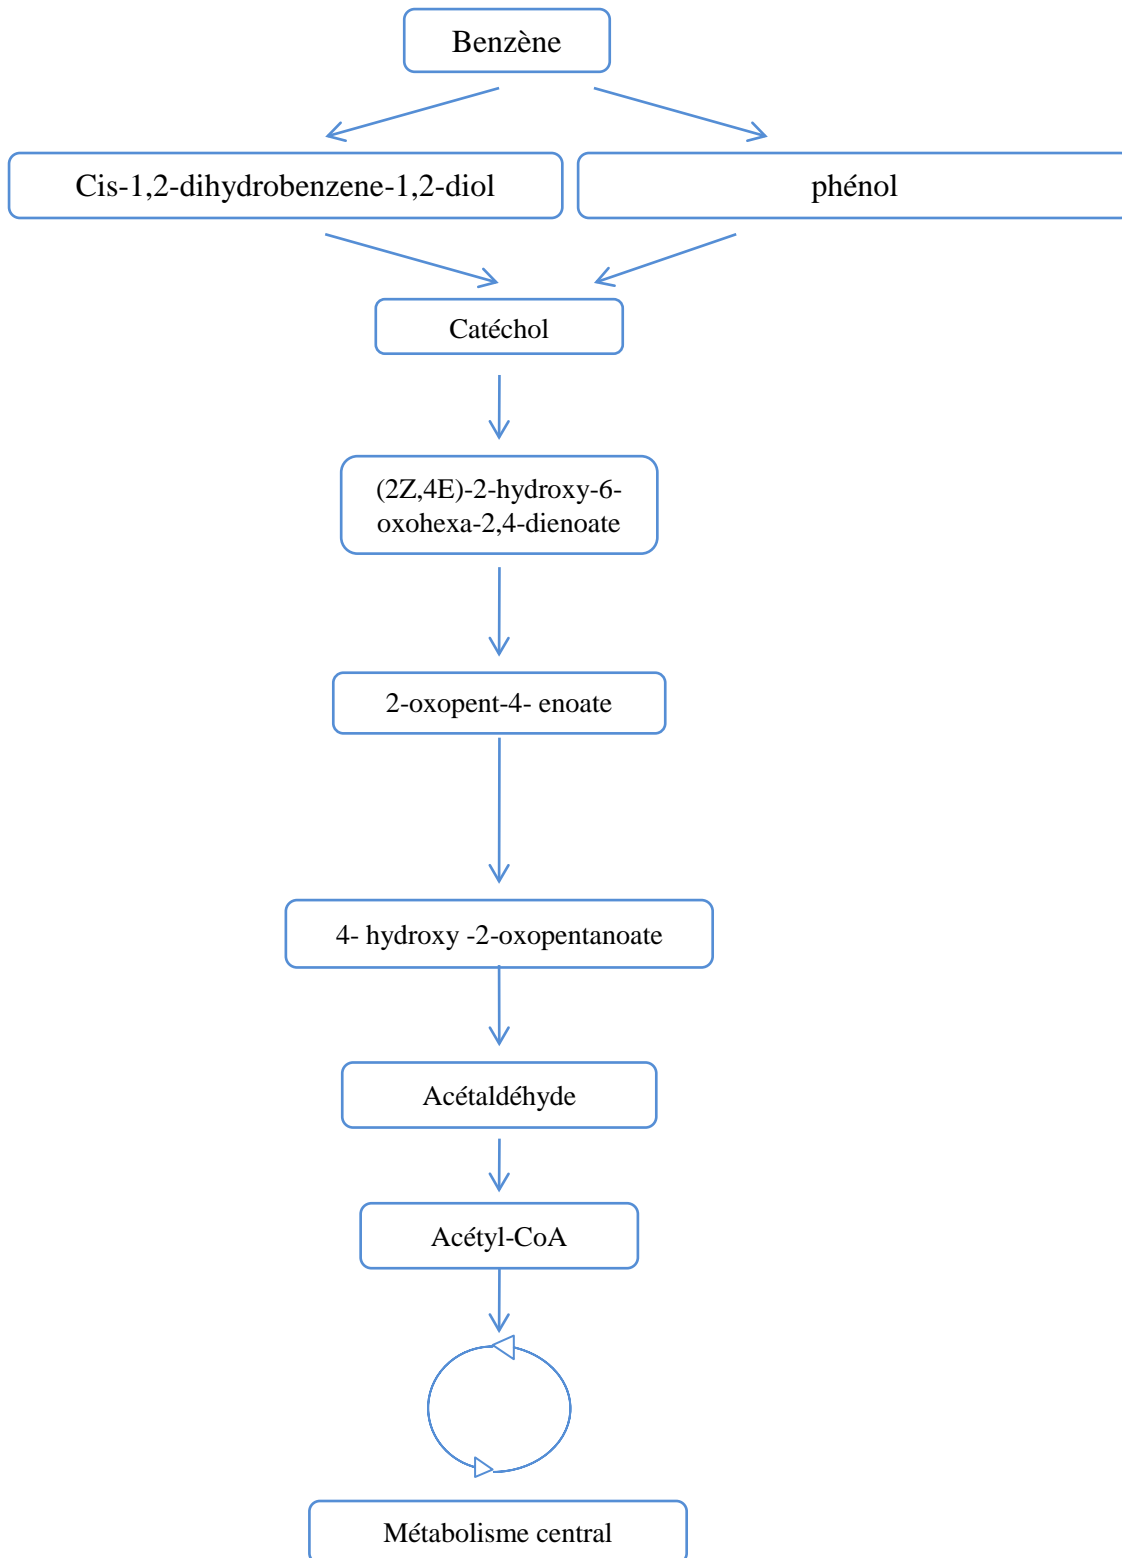 Benzène
Cis-1,2-dihydrobenzene-1,2-diol
phénol
Catéchol
(2Z,4E)-2-hydroxy-6-
oxohexa-2,4-dienoate
2-oxopent-4- enoate
4- hydroxy -2-oxopentanoate
Acétaldéhyde
Acétyl-CoA
Métabolisme central